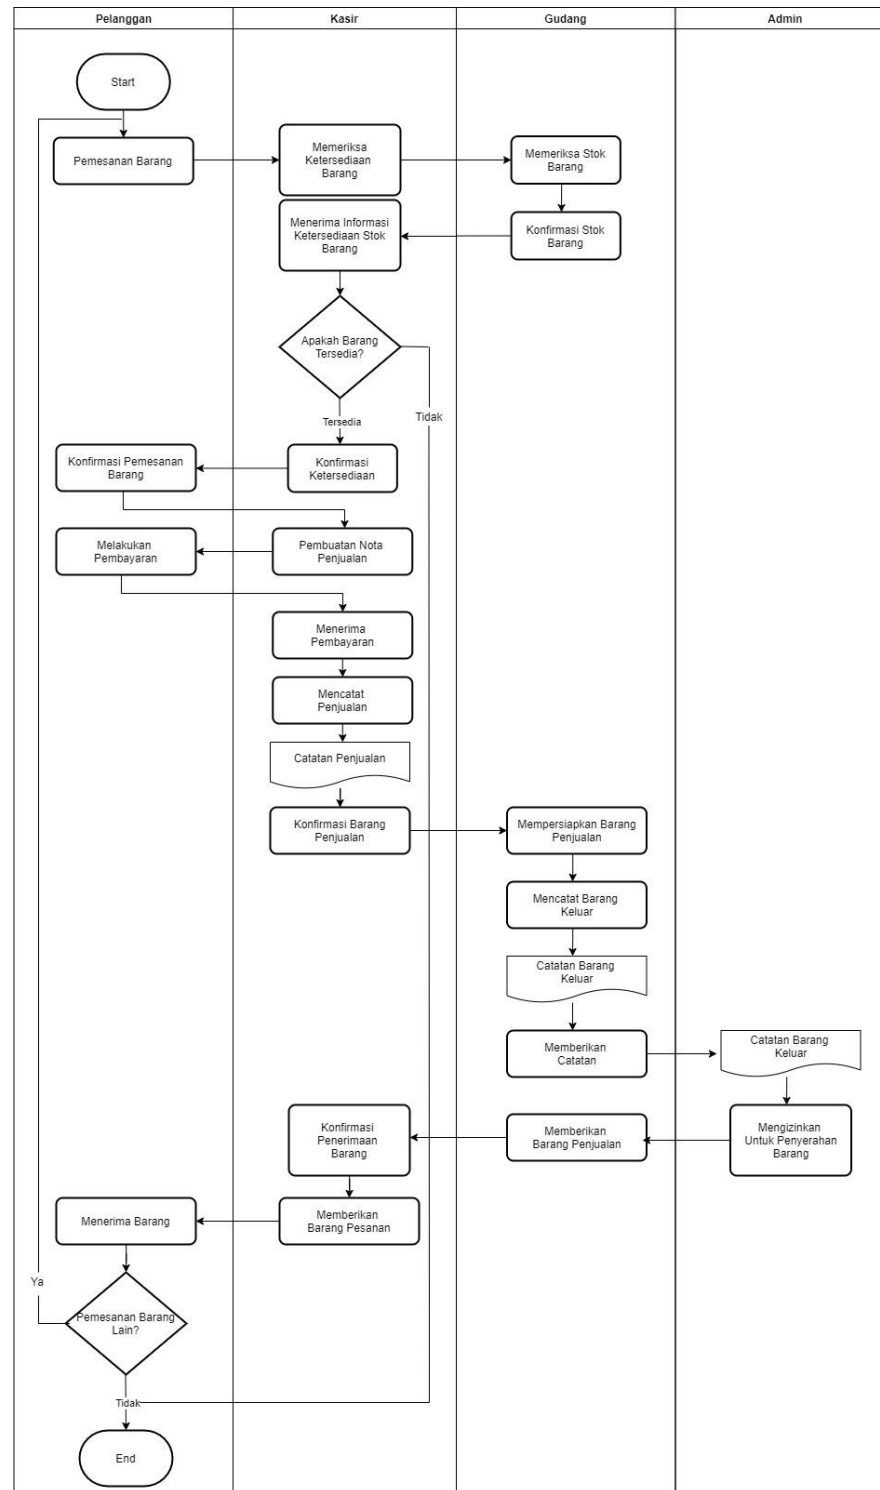 Pelanggan
Kasir
Gudang
Admin
Start
Pemesanan Barang
Memeriksa
Ketersediaan
Barang
Memeriksa Stok
Barang
Menerima Informasi
Ketersediaan Stok
Barang
Konfirmasi Stok
Barang
Apakah Barang
Tersedia?
Tersedia
Tidak
Konfirmasi Pemesanan
Barang
Konfirmasi
Ketersediaan
Melakukan
Pembayaran
Pembuatan Nota
Penjualan
Menerima
Pembayaran
Mencatat
Penjualan
Catatan Penjualan
Konfirmasi Barang
Penjualan
Mempersiapkan Barang
Penjualan
Mencatat Barang
Keluar
Catatan Barang
Keluar
Memberikan
Catatan
Catatan Barang
Keluar
Konfirmasi
Penerimaan
Barang
Memberikan
Barang Penjualan
Mengizinkan
Untuk Penyerahan
Barang
Menerima Barang
Memberikan
Barang Pesanan
Ya
Pemesanan Barang
Lain?
Tidak
End